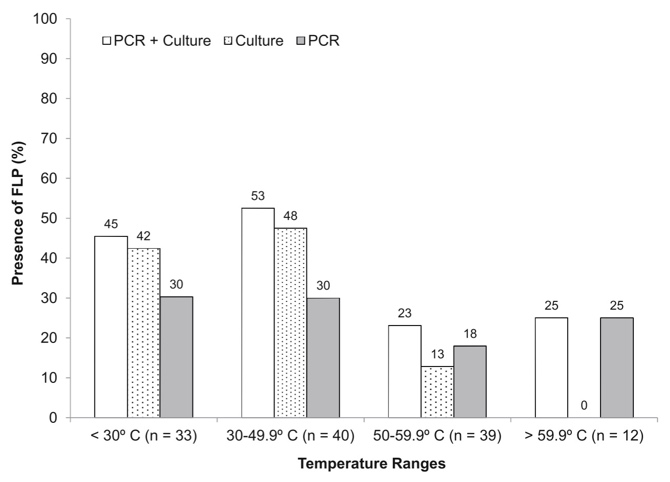 100
90
80
70
60
50
40
30
20
10
0
Presence of FLP (%)
PCR + Culture Culture PCR
45 42 30
53 48 30
23 13 18
25 0 25
< 30º C (n = 33) 30-49.9º C (n = 40) 50-59.9º C (n = 39) > 59.9º C (n = 12)
Temperature Ranges